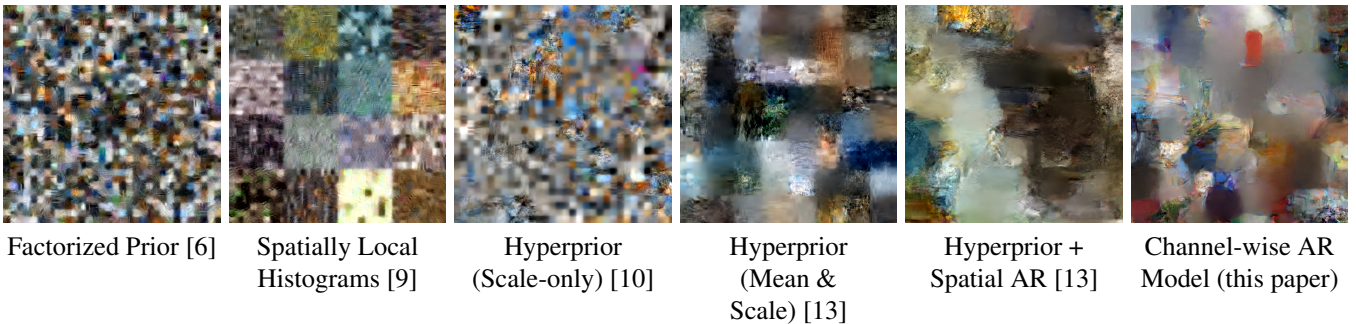 Factorized Prior [6]
Spatially Local
Histograms [9]
Hyperprior
(Scale-only) [10]
Hyperprior
(Mean &
Scale) [13]
Hyperprior +
Spatial AR [13]
Channel-wise AR
Model (this paper)